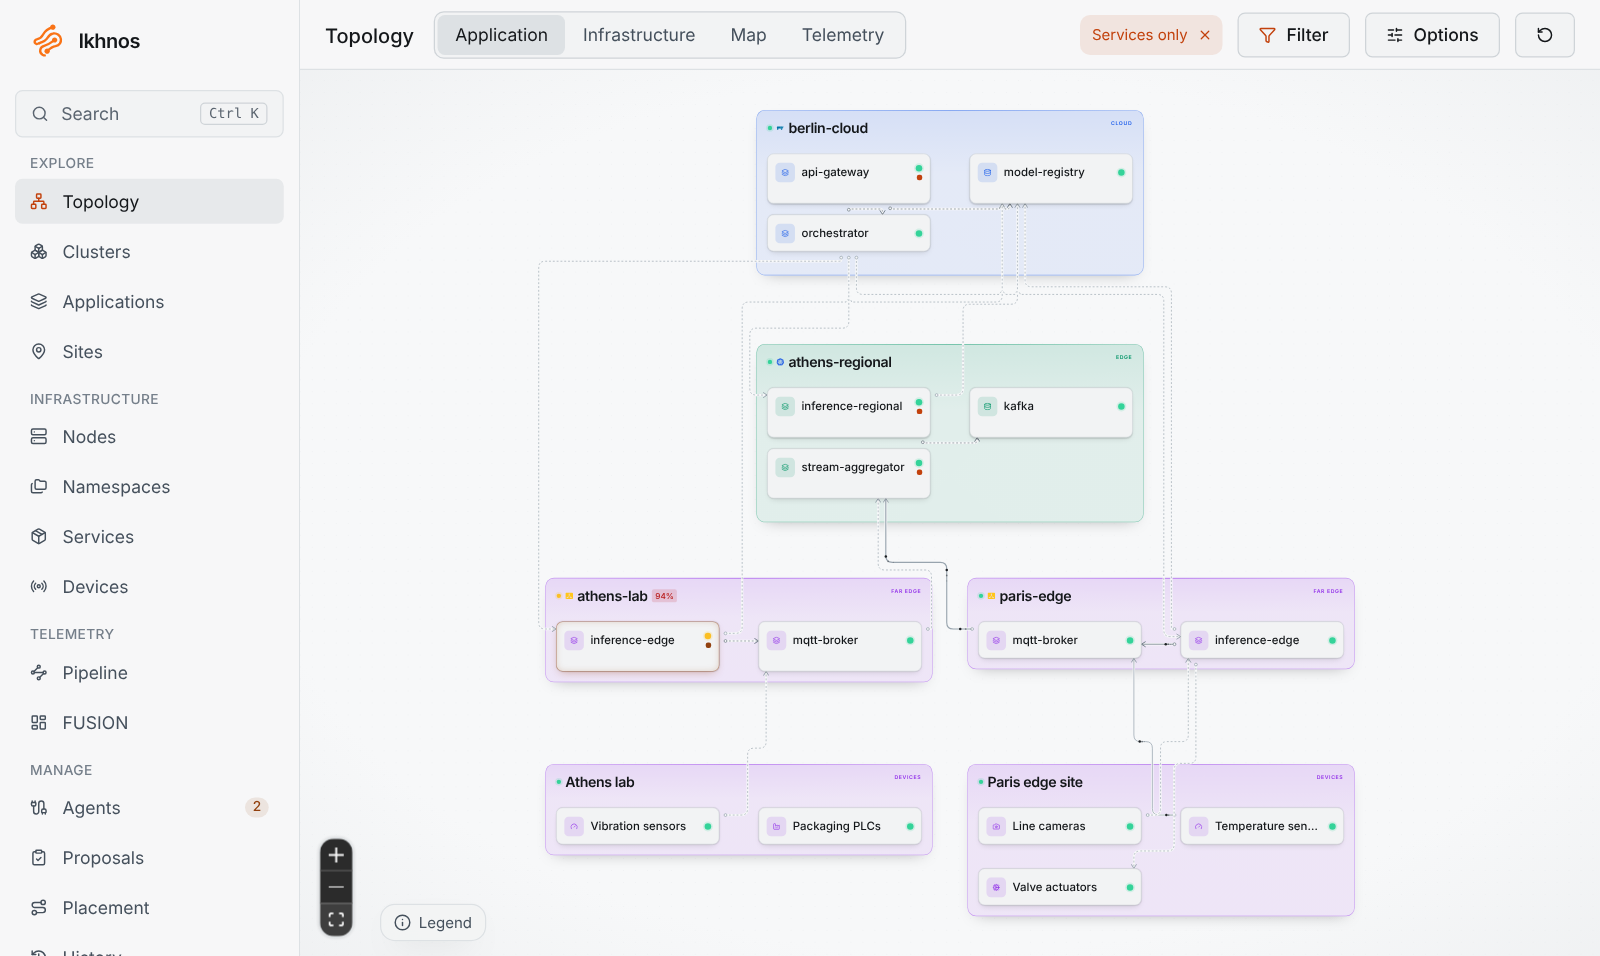 Ikhnos
Search
Ctrl K
EXPLORE
Topology
Clusters
Applications
Sites
INFRASTRUCTURE
Nodes
Namespaces
Services
Devices
TELEMETRY
Pipeline
FUSION
MANAGE
Agents
2
Proposals
Placement
History
Topology
Application
Infrastructure
Map
Telemetry
Services only
Filter
Options
berlin-cloud
CLOUD
api-gateway
model-registry
orchestrator
athens-regional
EDGE
inference-regional
kafka
stream-aggregator
athens-lab
94%
FAR EDGE
inference-edge
mqtt-broker
paris-edge
FAR EDGE
mqtt-broker
inference-edge
Athens lab
DEVICES
Vibration sensors
Packaging PLCs
Paris edge site
DEVICES
Line cameras
Temperature sen...
Valve actuators
Legend